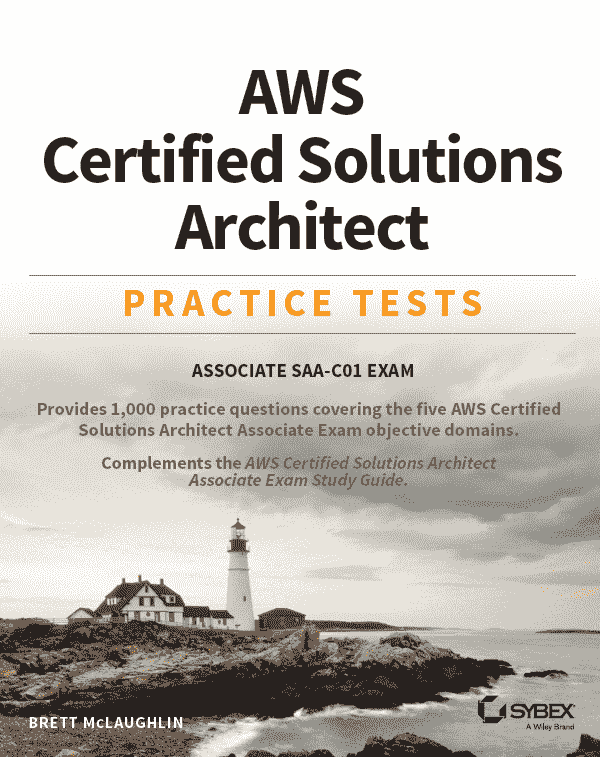 AWS
Certified Solutions
Architect
PRACTICE TESTS
ASSOCIATE SAA-C01 EXAM
Provides 1,000 practice questions covering the five AWS Certified
Solutions Architect Associate Exam objective domains.
Complements the AWS Certified Solutions Architect
Associate Exam Study Guide.
BRETT McLAUGHLIN
SYBEX
A Wiley Brand